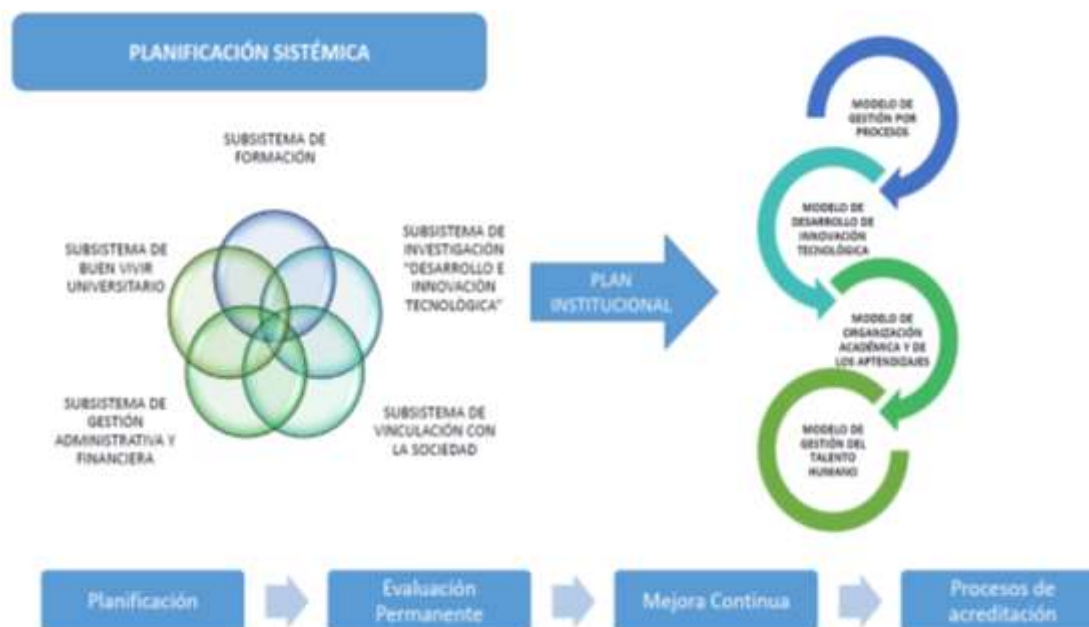 PLANIFICACIÓN SISTÉMICA
SUBSISTEMA DE
FORMACIÓN
SUBSISTEMA DE
BUEN VIVIR
UNIVERSITARIO
SUBSISTEMA DE
INVESTIGACIÓN
"DESARROLLO E
INNOVACIÓN
TECNOLÓGICA"
SUBSISTEMA DE
GESTIÓN
ADMINISTRATIVA Y
FINANCIERA
SUBSISTEMA DE
VINCULACIÓN CON
LA SOCIEDAD
PLAN
INSTITUCIONAL
MODELO DE
GESTIÓN POR
PROCESOS
MODELO DE
DESARROLLO DE
INNOVACIÓN
TECNOLÓGICA
MODELO DE
ORGANIZACIÓN
ACADÉMICA Y DE
LOS APTENDIZAJES
MODELO DE
GESTIÓN DEL
TALENTO
HUMANO
Planificación
Evaluación
Permanente
Mejora Continua
Procesos de
acreditación